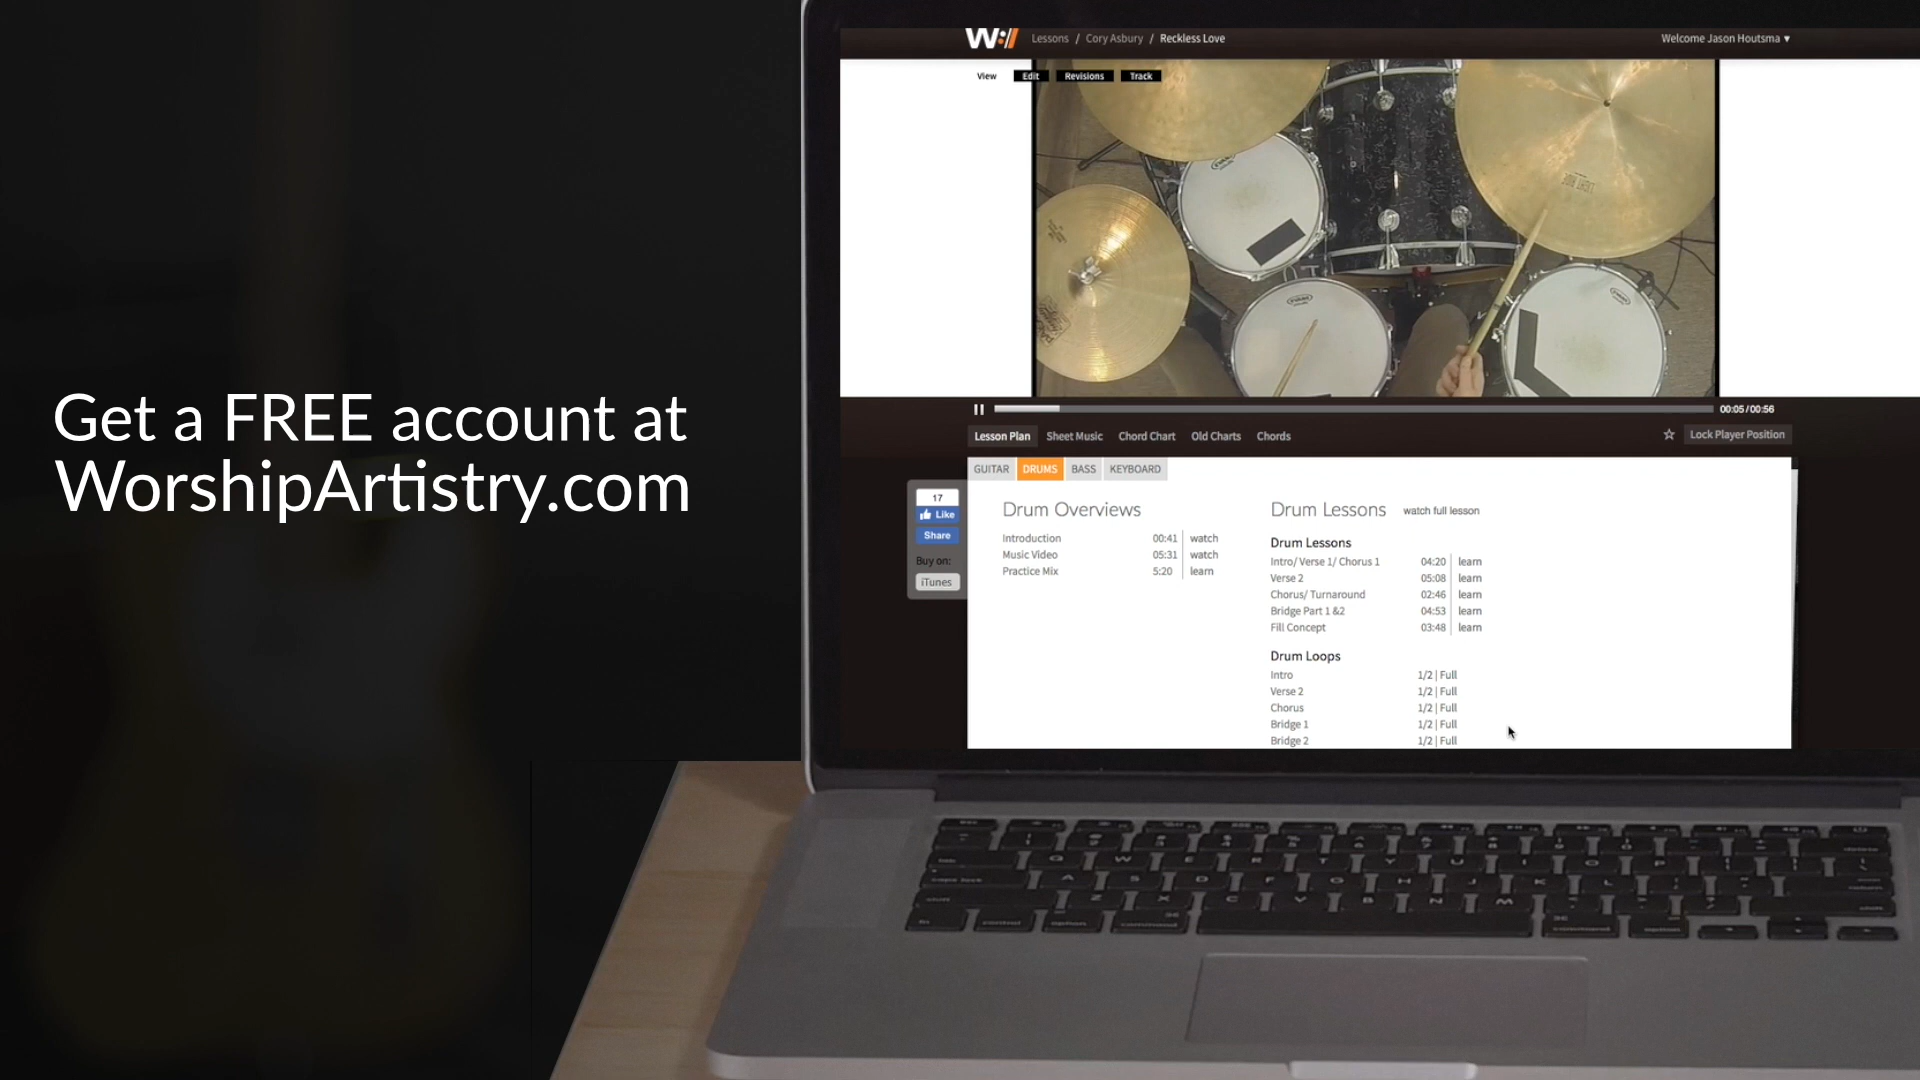 Get a FREE account at
WorshipArtistry.com
W://
Lessons / Cory Asbury / Reckless Love
Welcome Jason Houtsma ▾
View Edit Revisions Track
00:05 / 00:56
Lesson Plan Sheet Music Chord Chart Old Charts Chords
☆ Lock Player Position
GUITAR DRUMS BASS KEYBOARD
17
Like
Share
Buy on:
iTunes
Drum Overviews
Introduction 00:41 watch
Music Video 05:31 watch
Practice Mix 5:20 learn
Drum Lessons watch full lesson
Drum Lessons
Intro/ Verse 1/ Chorus 1 04:20 learn
Verse 2 05:08 learn
Chorus/ Turnaround 02:46 learn
Bridge Part 1 &2 04:53 learn
Fill Concept 03:48 learn
Drum Loops
Intro 1/2 | Full
Verse 2 1/2 | Full
Chorus 1/2 | Full
Bridge 1 1/2 | Full
Bridge 2 1/2 | Full
Q W E R T Y U I O P
A S D F G H J K L
Z X C V B N M
control option command command option